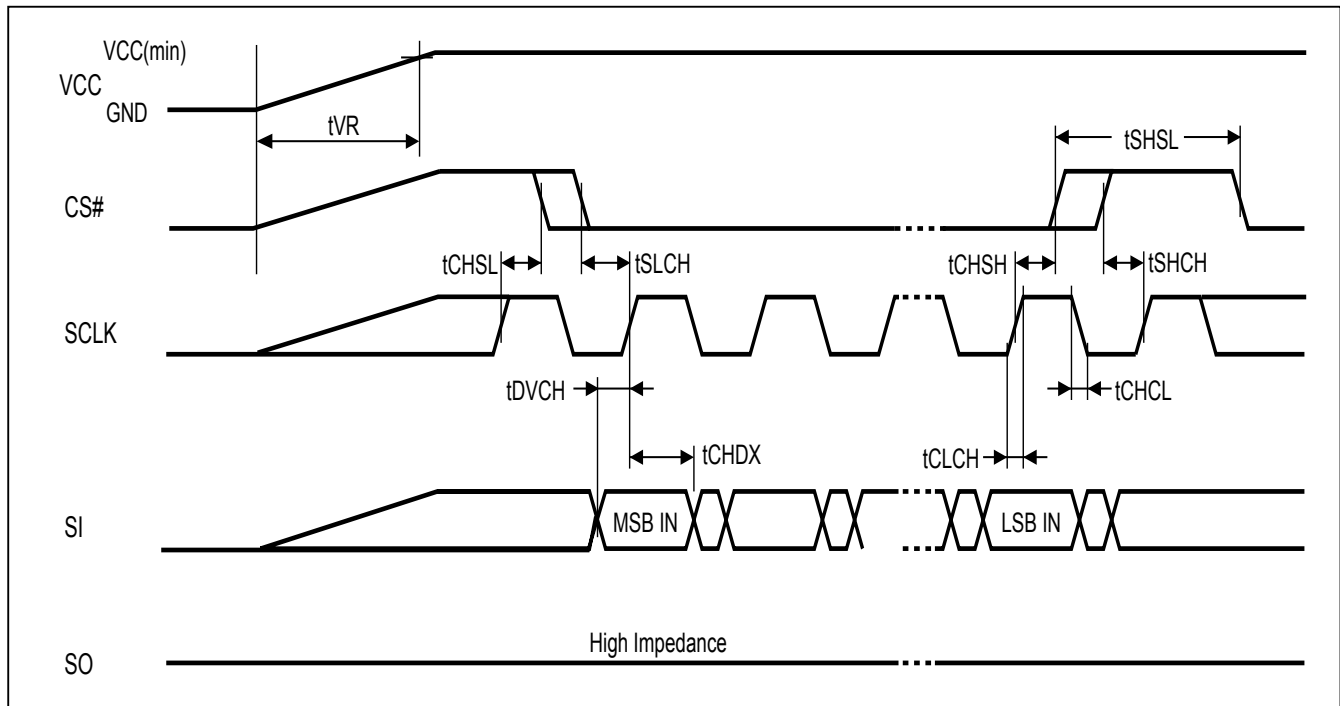 VCC(min)
VCC
GND
tVR
tSHSL
CS#
tCHSL
tSLCH
tCHSH
tSHCH
SCLK
tDVCH
tCHCL
tCHDX
tCLCH
SI
MSB IN
LSB IN
High Impedance
SO